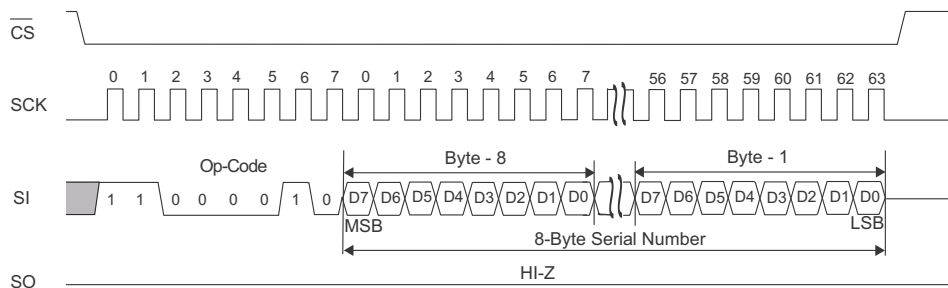 CS
0 1 2 3 4 5 6 7 0 1 2 3 4 5 6 7 56 57 58 59 60 61 62 63
SCK
Op-Code Byte - 8 Byte - 1
SI 1 1 0 0 0 0 1 0 D7 D6 D5 D4 D3 D2 D1 D0 D7 D6 D5 D4 D3 D2 D1 D0
MSB LSB
8-Byte Serial Number
HI-Z
SO